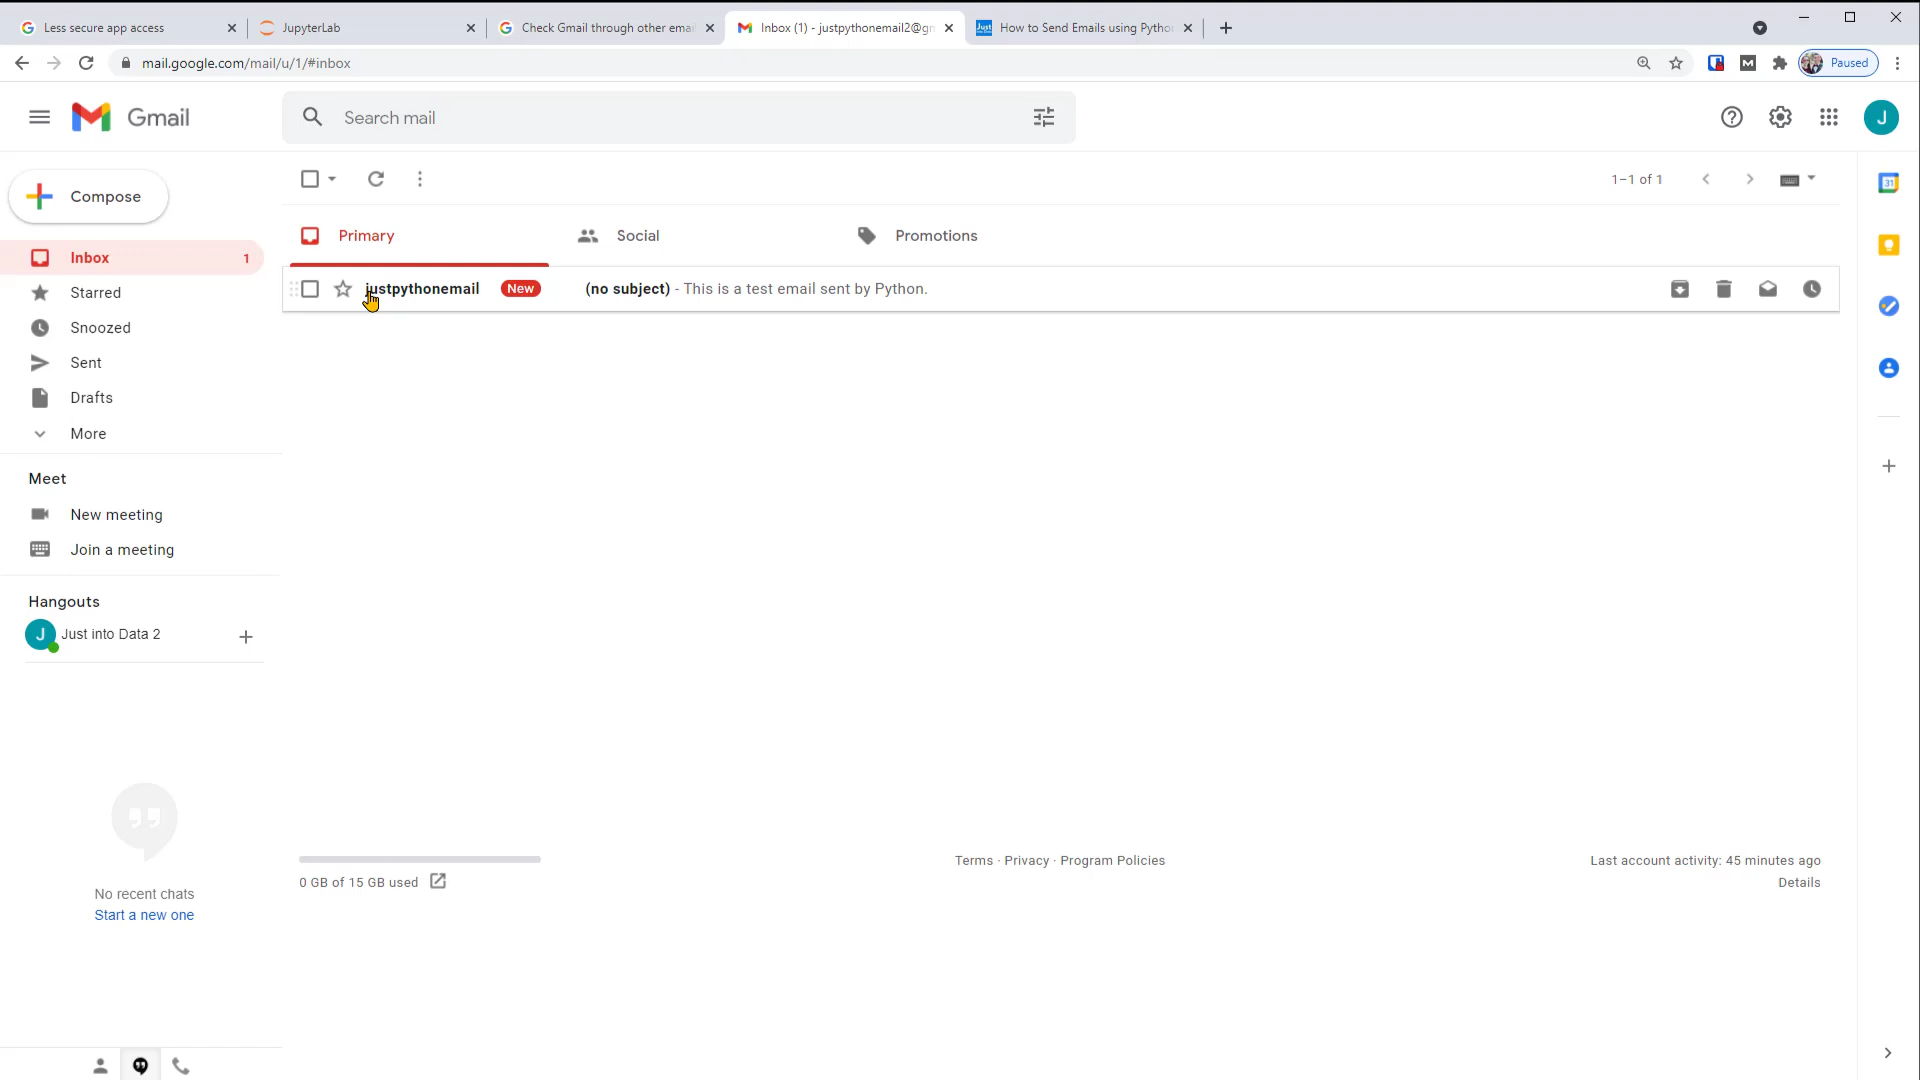 Less secure app access
JupyterLab
Check Gmail through other emai
Inbox (1) - justpythonemail2@gm
How to Send Emails using Pytho
mail.google.com/mail/u/1/#inbox
Paused
Gmail
Search mail
J
Compose
1–1 of 1
Primary
Social
Promotions
Inbox 1
justpythonemail New (no subject) - This is a test email sent by Python.
Starred
Snoozed
Sent
Drafts
More
Meet
New meeting
Join a meeting
Hangouts
J Just into Data 2
No recent chats
Start a new one
0 GB of 15 GB used
Terms · Privacy · Program Policies
Last account activity: 45 minutes ago
Details